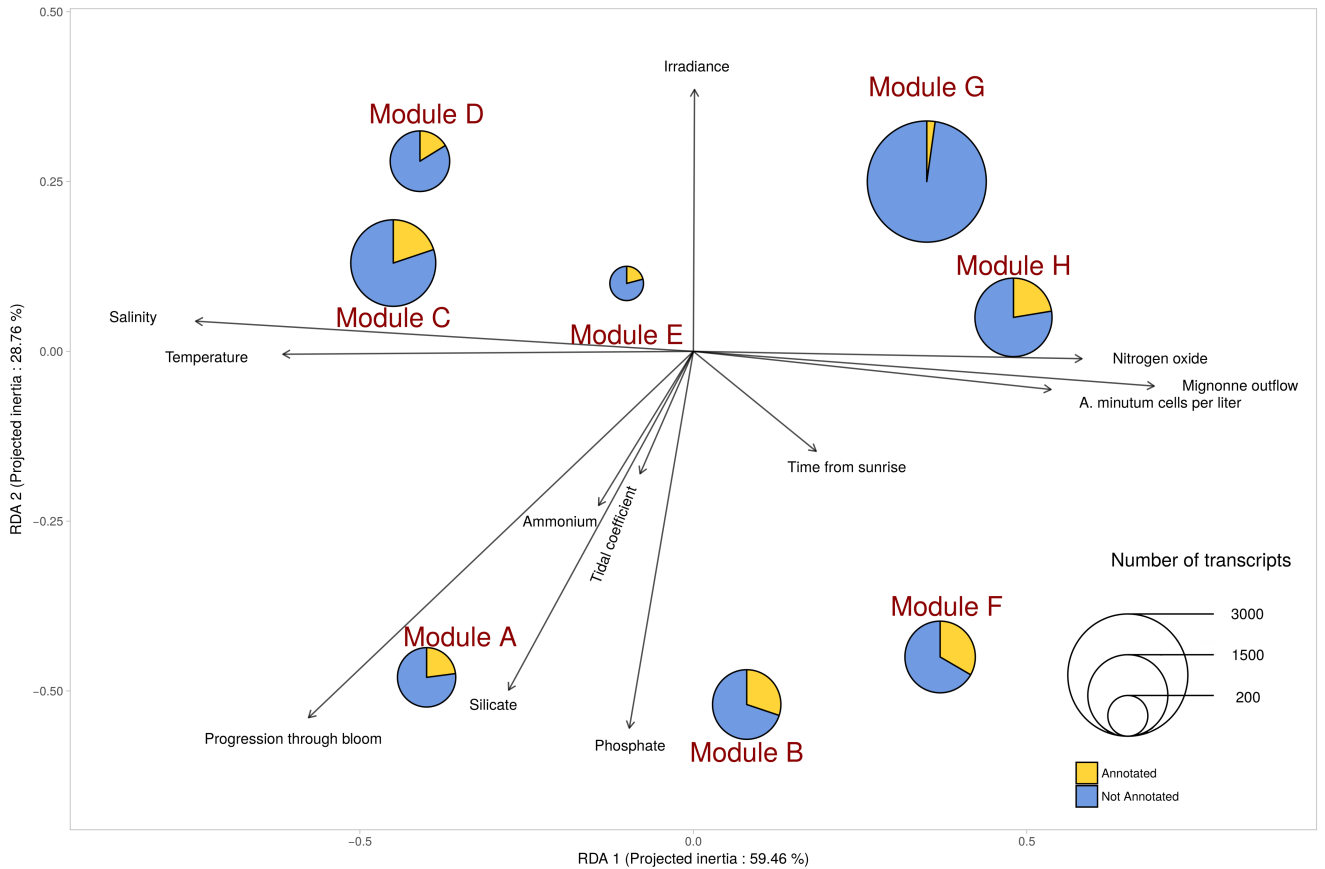 0.50
Irradiance
Module G
Module D
0.25
Module H
Module C
Salinity
Module E
0.00
Temperature
Nitrogen oxide
Mignonne outflow
A. minutum cells per liter
Time from sunrise
RDA 2 (Projected inertia : 28.76 %)
−0.25
Ammonium
Tidal coefficient
Number of transcripts
3000
1500
200
Module F
Module A
−0.50
Silicate
Progression through bloom
Phosphate
Module B
Annotated
Not Annotated
−0.5
0.0
0.5
RDA 1 (Projected inertia : 59.46 %)